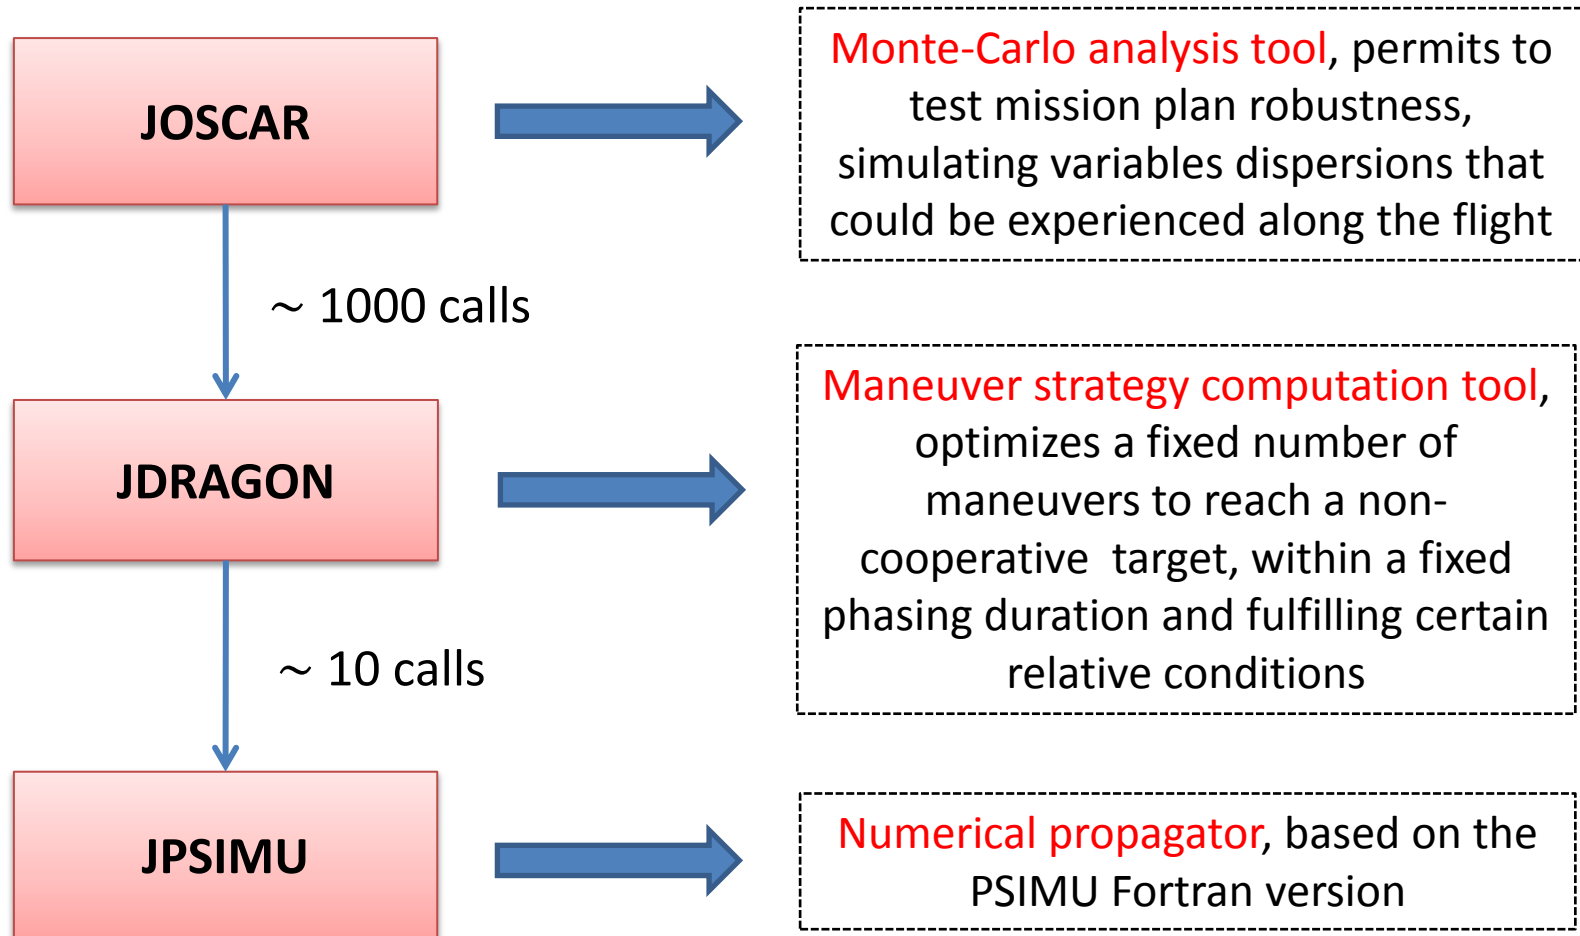 JOSCAR
Monte-Carlo analysis tool, permits to
test mission plan robustness,
simulating variables dispersions that
could be experienced along the flight
~ 1000 calls
JDRAGON
Maneuver strategy computation tool,
optimizes a fixed number of
maneuvers to reach a non-
cooperative target, within a fixed
phasing duration and fulfilling certain
relative conditions
~ 10 calls
JPSIMU
Numerical propagator, based on the
PSIMU Fortran version